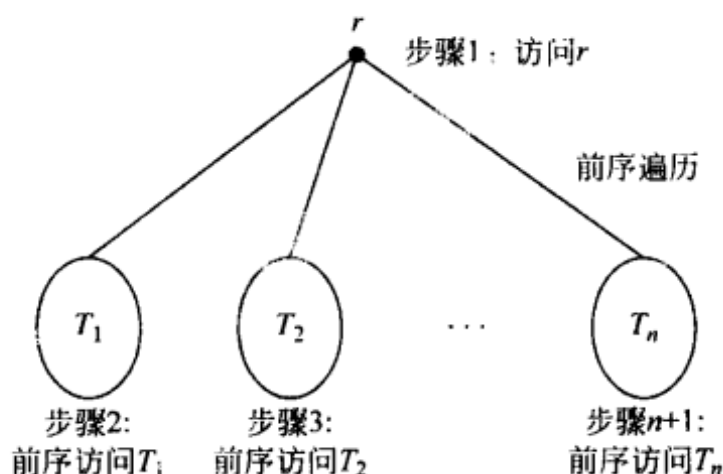 r
步骤1：访问r
前序遍历
T₁
T₂
...
Tₙ
步骤2:
前序访问T₁
步骤3:
前序访问T₂
步骤n+1:
前序访问Tₙ